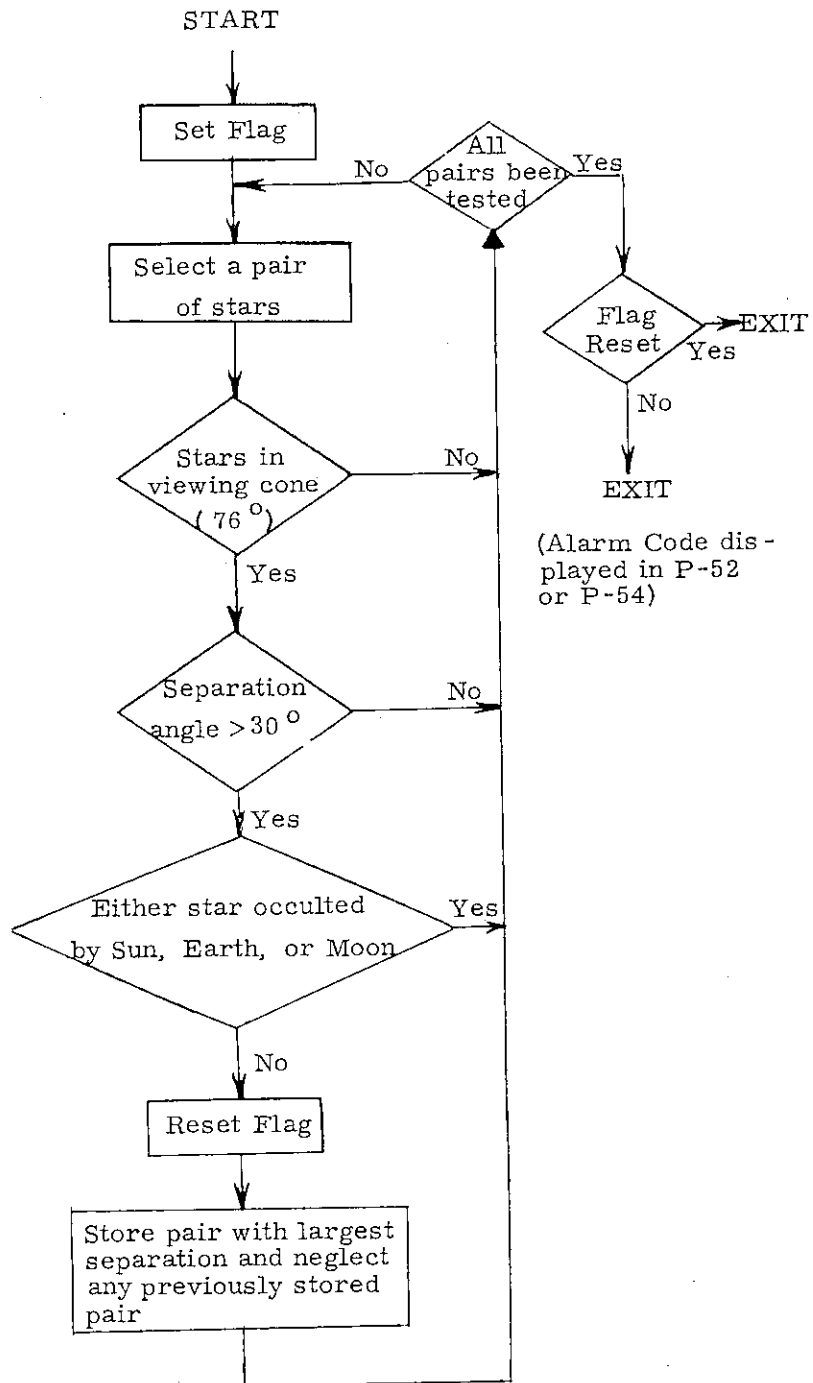 START
Set Flag
All
pairs been
tested
No
Yes
Select a pair
of stars
Flag
Reset
EXIT
Yes
No
EXIT
(Alarm Code dis-
played in P-52
or P-54)
Stars in
viewing cone
(76°)
No
Yes
Separation
angle > 30°
No
Yes
Either star occulted
by Sun, Earth, or Moon
Yes
No
Reset Flag
Store pair with largest
separation and neglect
any previously stored
pair